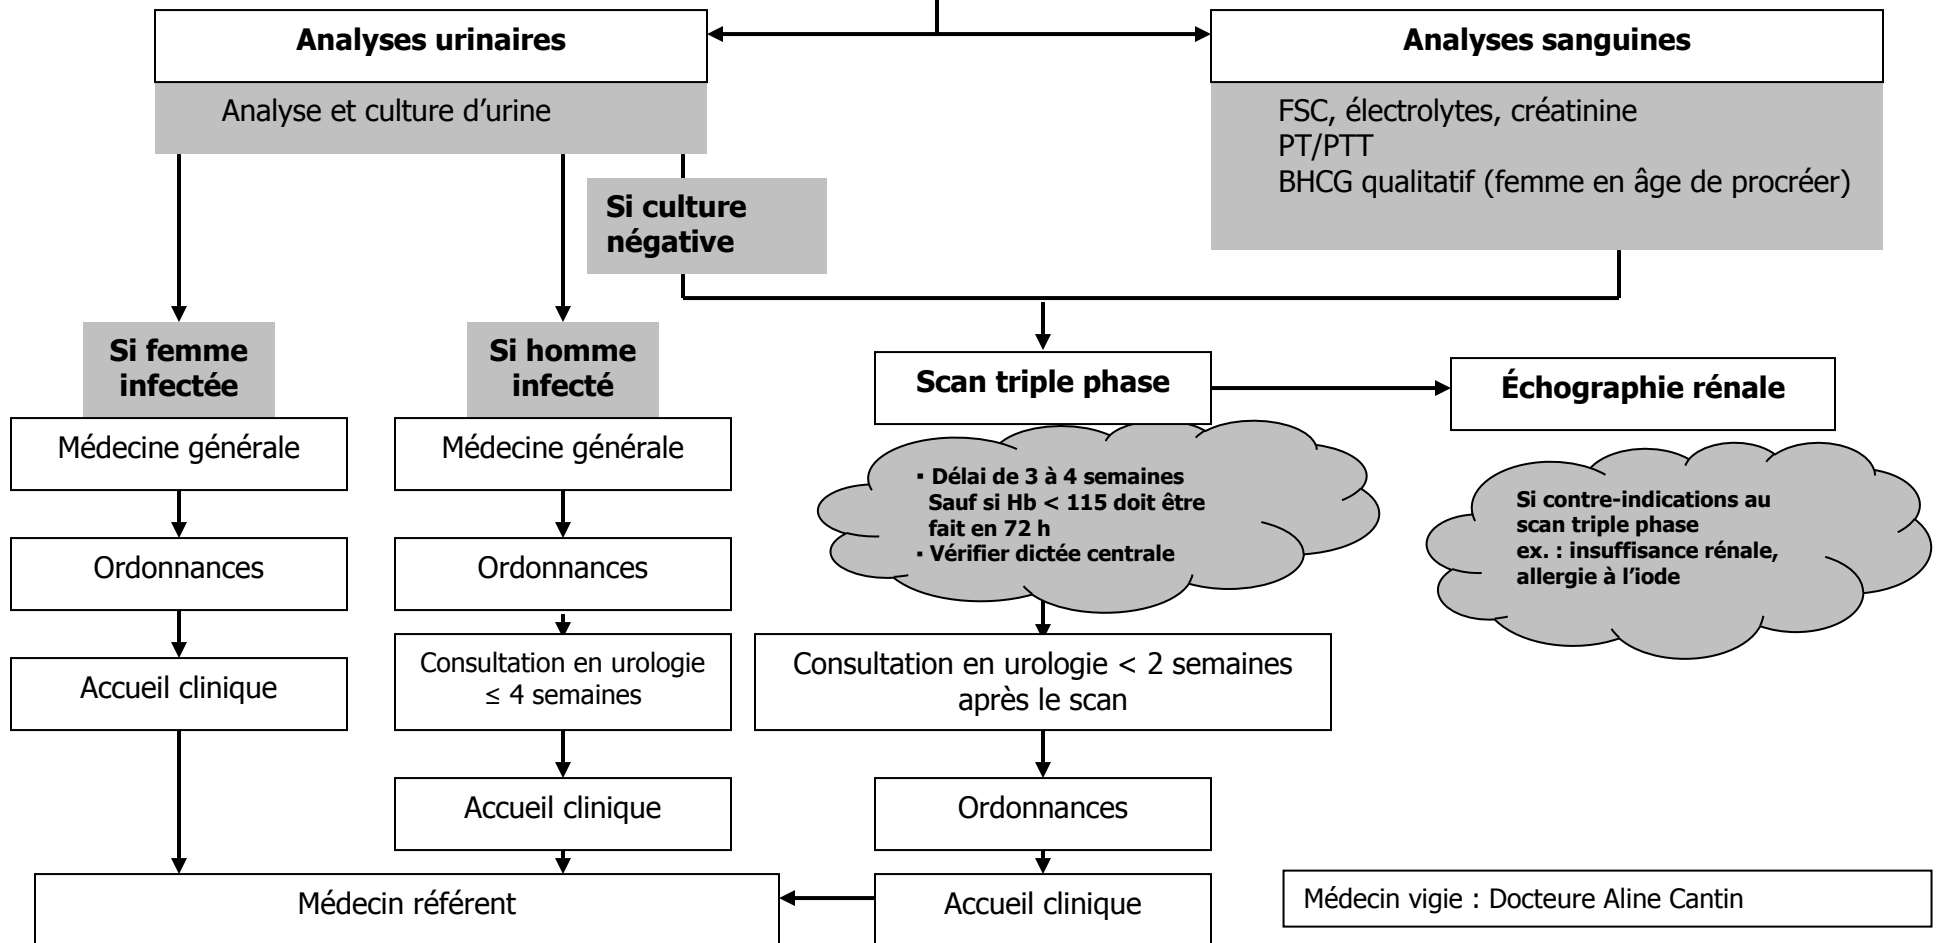 Analyses urinaires
Analyses sanguines
Analyse et culture d’urine
FSC, électrolytes, créatinine
PT/PTT
BHCG qualitatif (femme en âge de procréer)
Si culture
négative
Si femme
infectée
Si homme
infecté
Scan triple phase
Échographie rénale
Médecine générale
Médecine générale
▪ Délai de 3 à 4 semaines
Sauf si Hb < 115 doit être
fait en 72 h
▪ Vérifier dictée centrale
Si contre-indications au
scan triple phase
ex. : insuffisance rénale,
allergie à l’iode
Ordonnances
Ordonnances
Accueil clinique
Consultation en urologie
≤ 4 semaines
Consultation en urologie < 2 semaines
après le scan
Accueil clinique
Ordonnances
Médecin référent
Accueil clinique
Médecin vigie : Docteure Aline Cantin